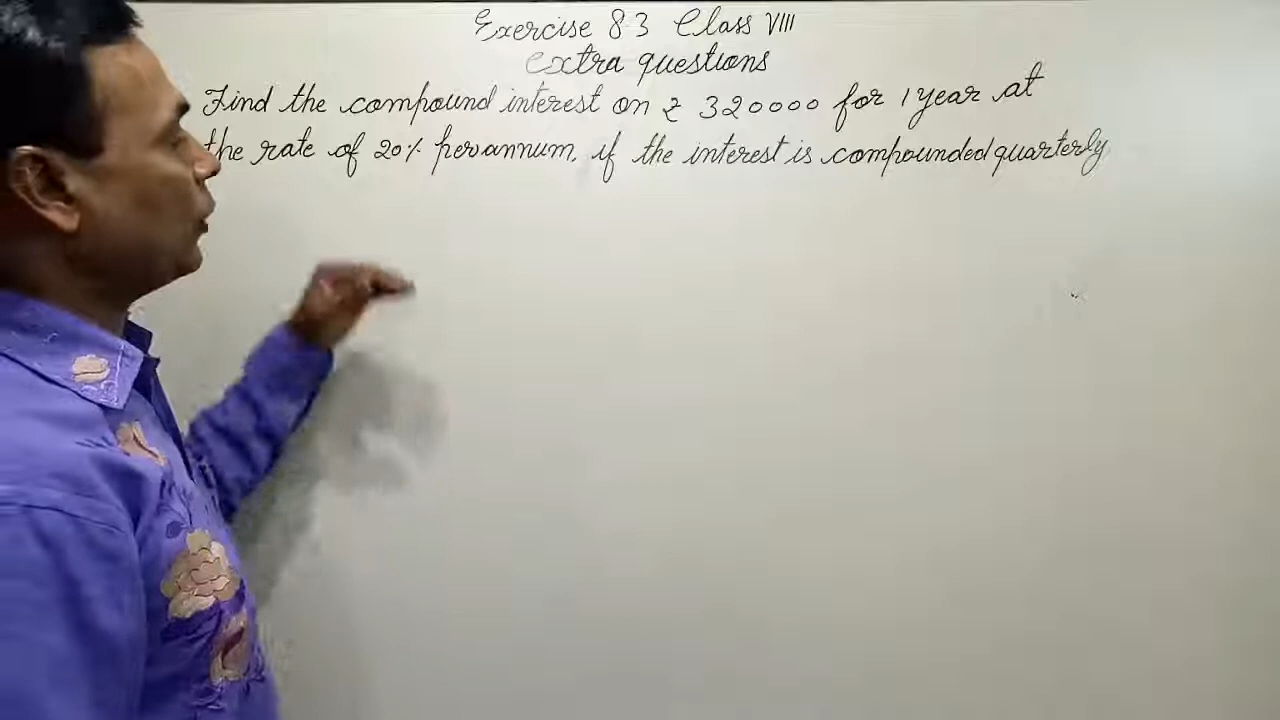 Exercise 8.3 Class VIII
extra questions
Find the compound interest on ₹ 320000 for 1 year at
the rate of 20% per annum, if the interest is compounded quarterly